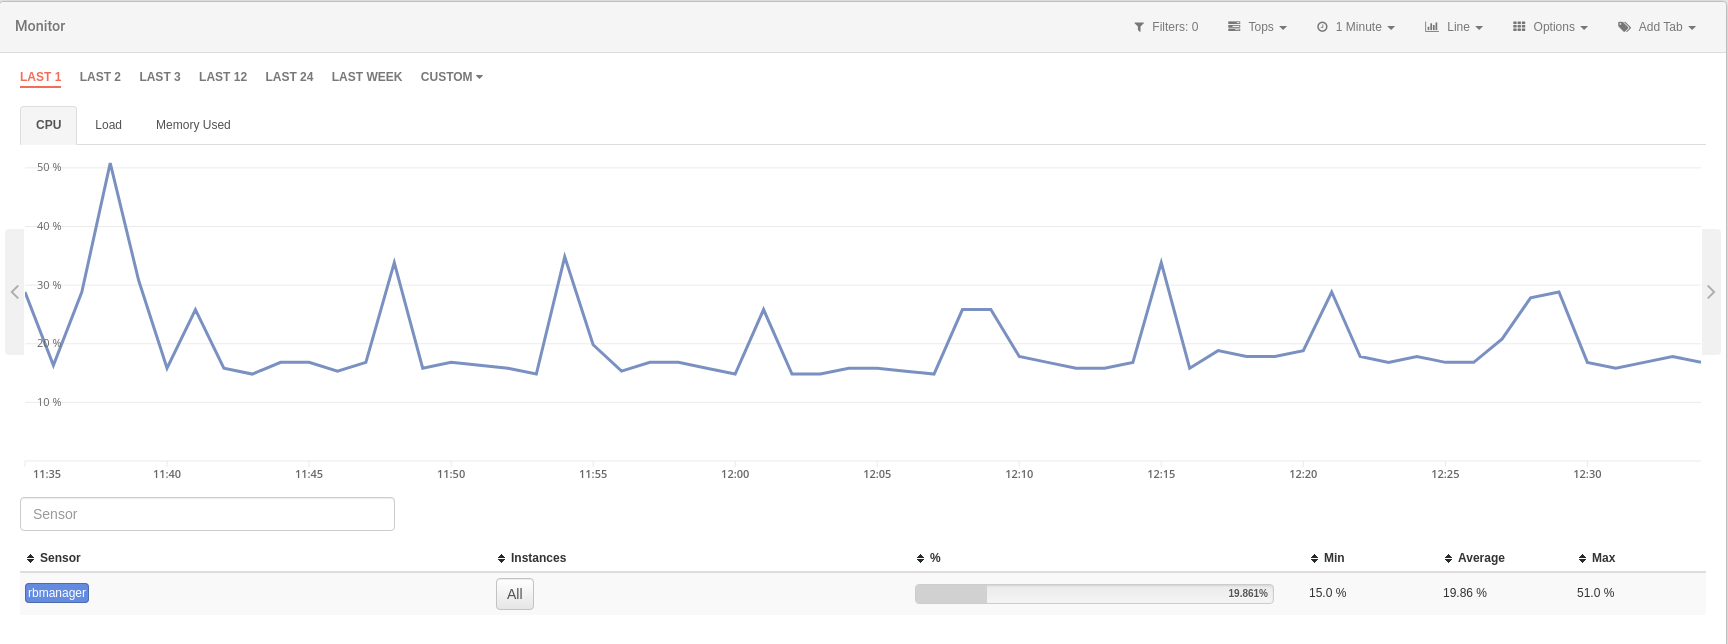 Monitor Filters: 0 Tops 1 Minute Line Options Add Tab
LAST 1 LAST 2 LAST 3 LAST 12 LAST 24 LAST WEEK CUSTOM
CPU Load Memory Used
50 %
40 %
30 %
20 %
10 %
11:35 11:40 11:45 11:50 11:55 12:00 12:05 12:10 12:15 12:20 12:25 12:30
Sensor
Sensor Instances % Min Average Max
rbmanager All 19.861% 15.0 % 19.86 % 51.0 %